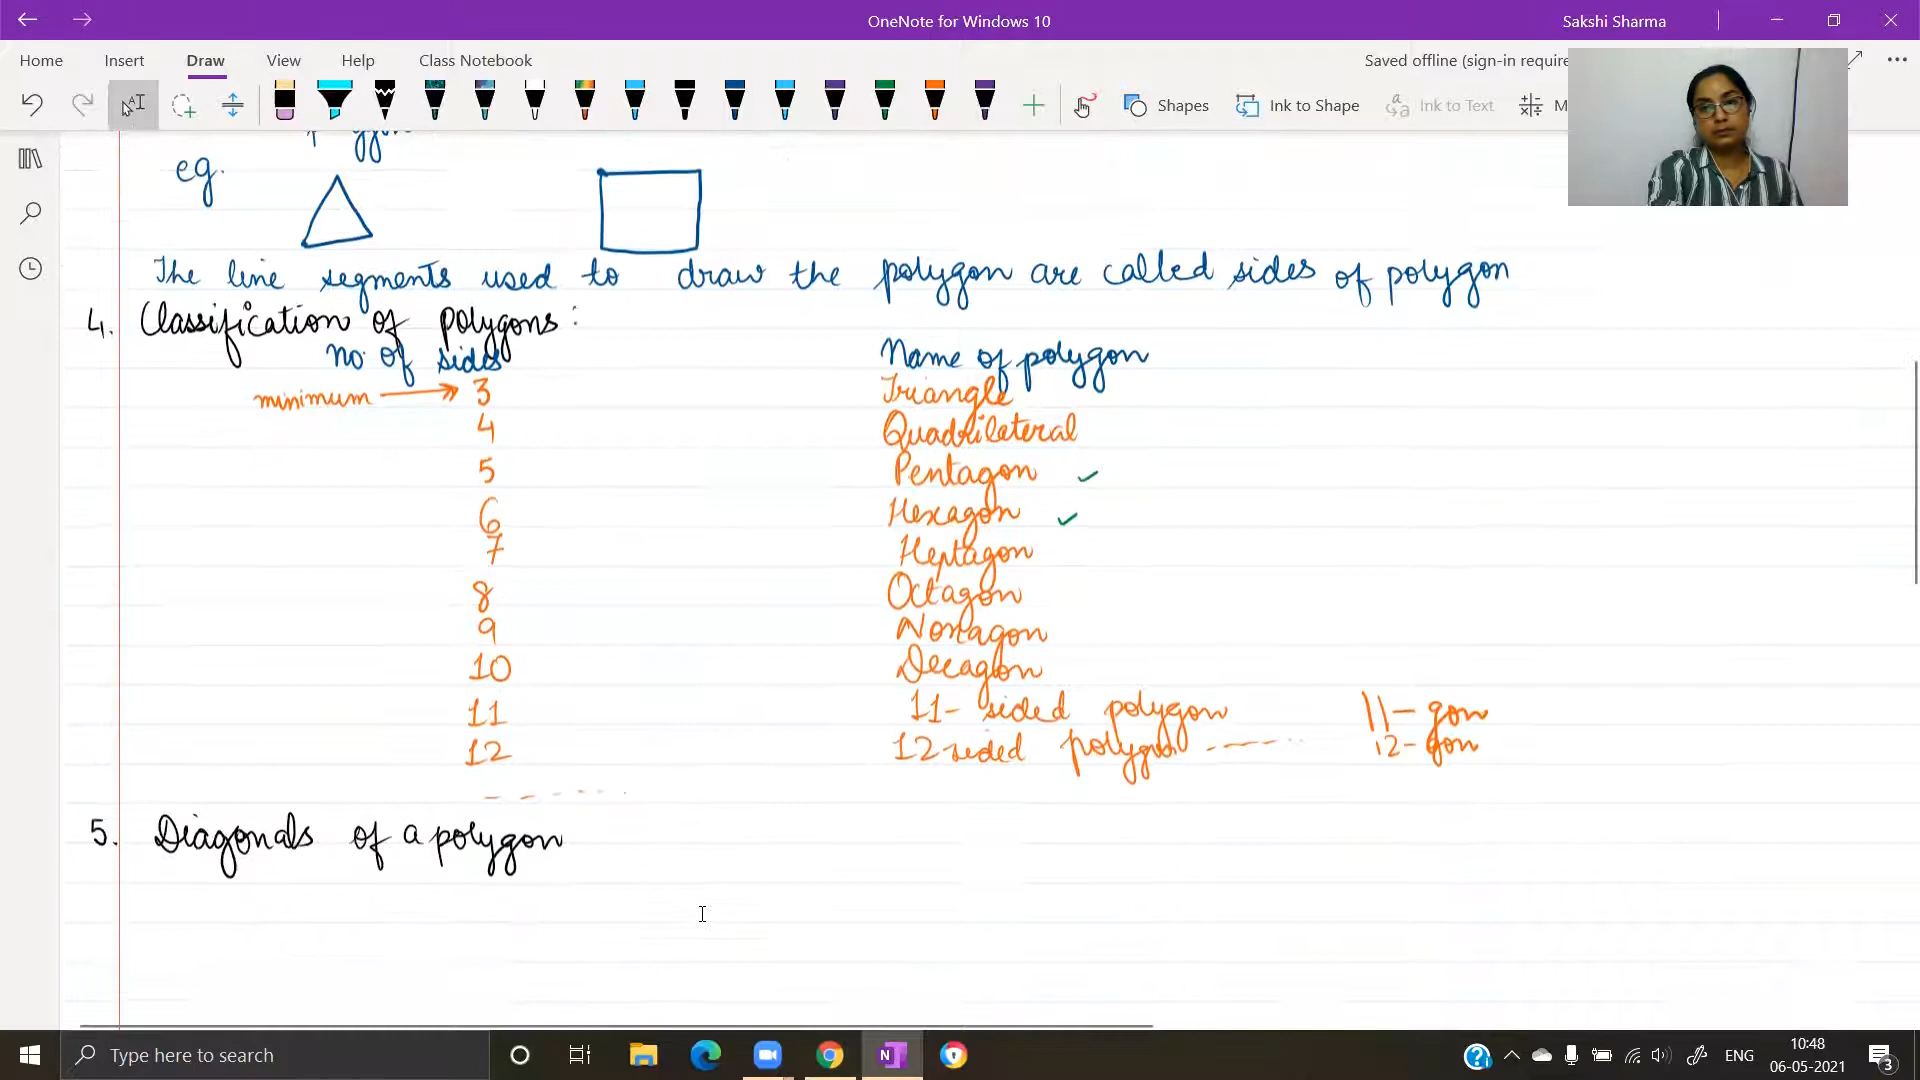 OneNote for Windows 10
Sakshi Sharma
Home Insert Draw View Help Class Notebook
Saved offline (sign-in require
Shapes Ink to Shape Ink to Text M
eg.
The line segments used to draw the polygon are called sides of polygon
4. Classification of polygons:
no. of sides Name of polygon
minimum → 3 Triangle
4 Quadrilateral
5 Pentagon ✓
6 Hexagon ✓
7 Heptagon
8 Octagon
9 Nonagon
10 Decagon
11 11- sided polygon 11- gon
12 12 sided polygon ------ 12- gon
------
5. Diagonals of a polygon
Type here to search
ENG
10:48
06-05-2021
3